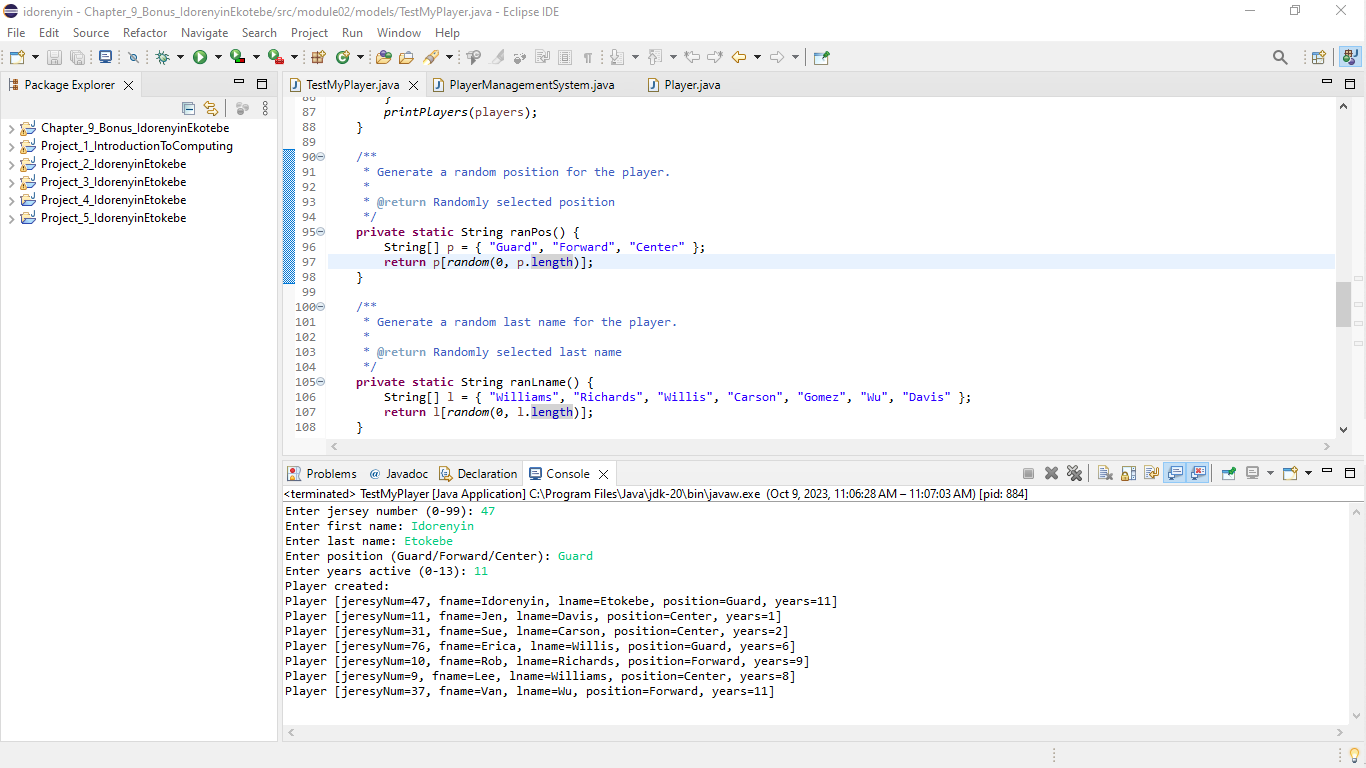 idorenyin - Chapter_9_Bonus_IdorenyinEkotebe/src/module02/models/TestMyPlayer.java - Eclipse IDE
File Edit Source Refactor Navigate Search Project Run Window Help
Package Explorer
Chapter_9_Bonus_IdorenyinEkotebe
Project_1_IntroductionToComputing
Project_2_IdorenyinEtokebe
Project_3_IdorenyinEtokebe
Project_4_IdorenyinEtokebe
Project_5_IdorenyinEtokebe
TestMyPlayer.java PlayerManagementSystem.java Player.java
86 }
87 printPlayers(players);
88 }
89
90 /**
91 * Generate a random position for the player.
92 *
93 * @return Randomly selected position
94 */
95 private static String ranPos() {
96 String[] p = { "Guard", "Forward", "Center" };
97 return p[random(0, p.length)];
98 }
99
100 /**
101 * Generate a random last name for the player.
102 *
103 * @return Randomly selected last name
104 */
105 private static String ranLname() {
106 String[] l = { "Williams", "Richards", "Willis", "Carson", "Gomez", "Wu", "Davis" };
107 return l[random(0, l.length)];
108 }
Problems @ Javadoc Declaration Console
<terminated> TestMyPlayer [Java Application] C:\Program Files\Java\jdk-20\bin\javaw.exe (Oct 9, 2023, 11:06:28 AM – 11:07:03 AM) [pid: 884]
Enter jersey number (0-99): 47
Enter first name: Idorenyin
Enter last name: Etokebe
Enter position (Guard/Forward/Center): Guard
Enter years active (0-13): 11
Player created:
Player [jeresyNum=47, fname=Idorenyin, lname=Etokebe, position=Guard, years=11]
Player [jeresyNum=11, fname=Jen, lname=Davis, position=Center, years=1]
Player [jeresyNum=31, fname=Sue, lname=Carson, position=Center, years=2]
Player [jeresyNum=76, fname=Erica, lname=Willis, position=Guard, years=6]
Player [jeresyNum=10, fname=Rob, lname=Richards, position=Forward, years=9]
Player [jeresyNum=9, fname=Lee, lname=Williams, position=Center, years=8]
Player [jeresyNum=37, fname=Van, lname=Wu, position=Forward, years=11]